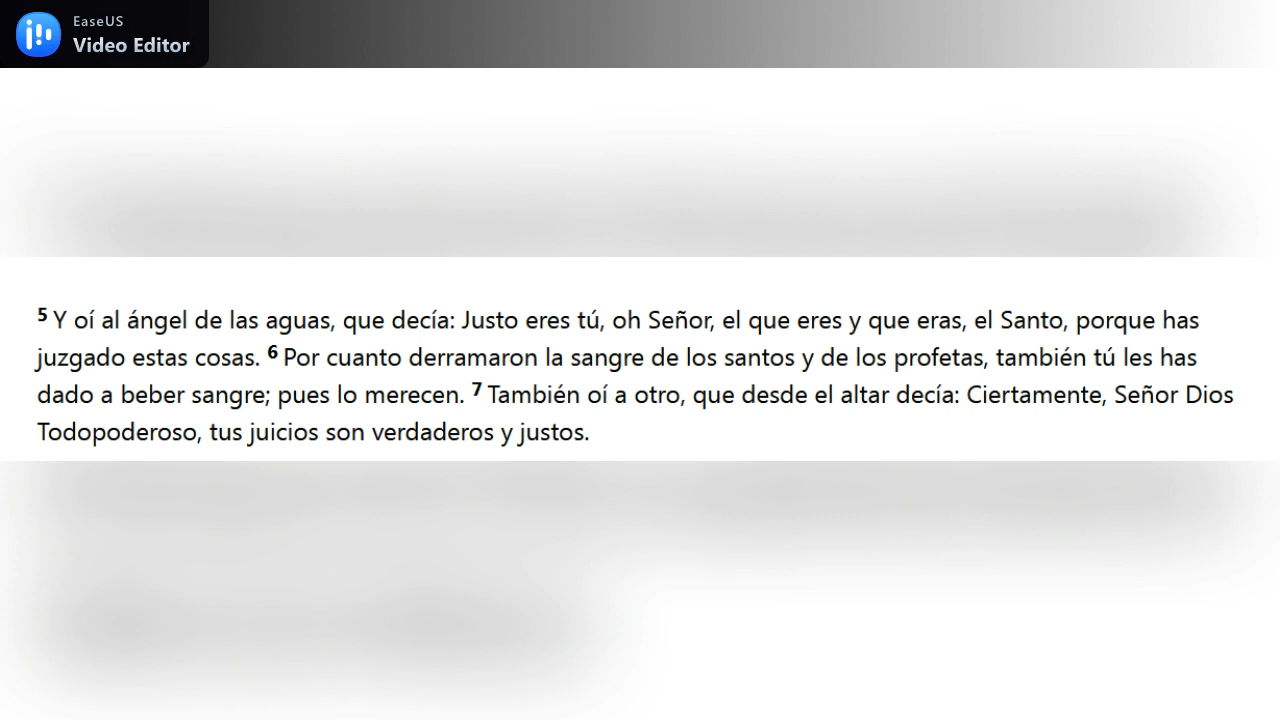 EaseUS
Video Editor
5 Y oí al ángel de las aguas, que decía: Justo eres tú, oh Señor, el que eres y que eras, el Santo, porque has
juzgado estas cosas. 6 Por cuanto derramaron la sangre de los santos y de los profetas, también tú les has
dado a beber sangre; pues lo merecen. 7 También oí a otro, que desde el altar decía: Ciertamente, Señor Dios
Todopoderoso, tus juicios son verdaderos y justos.